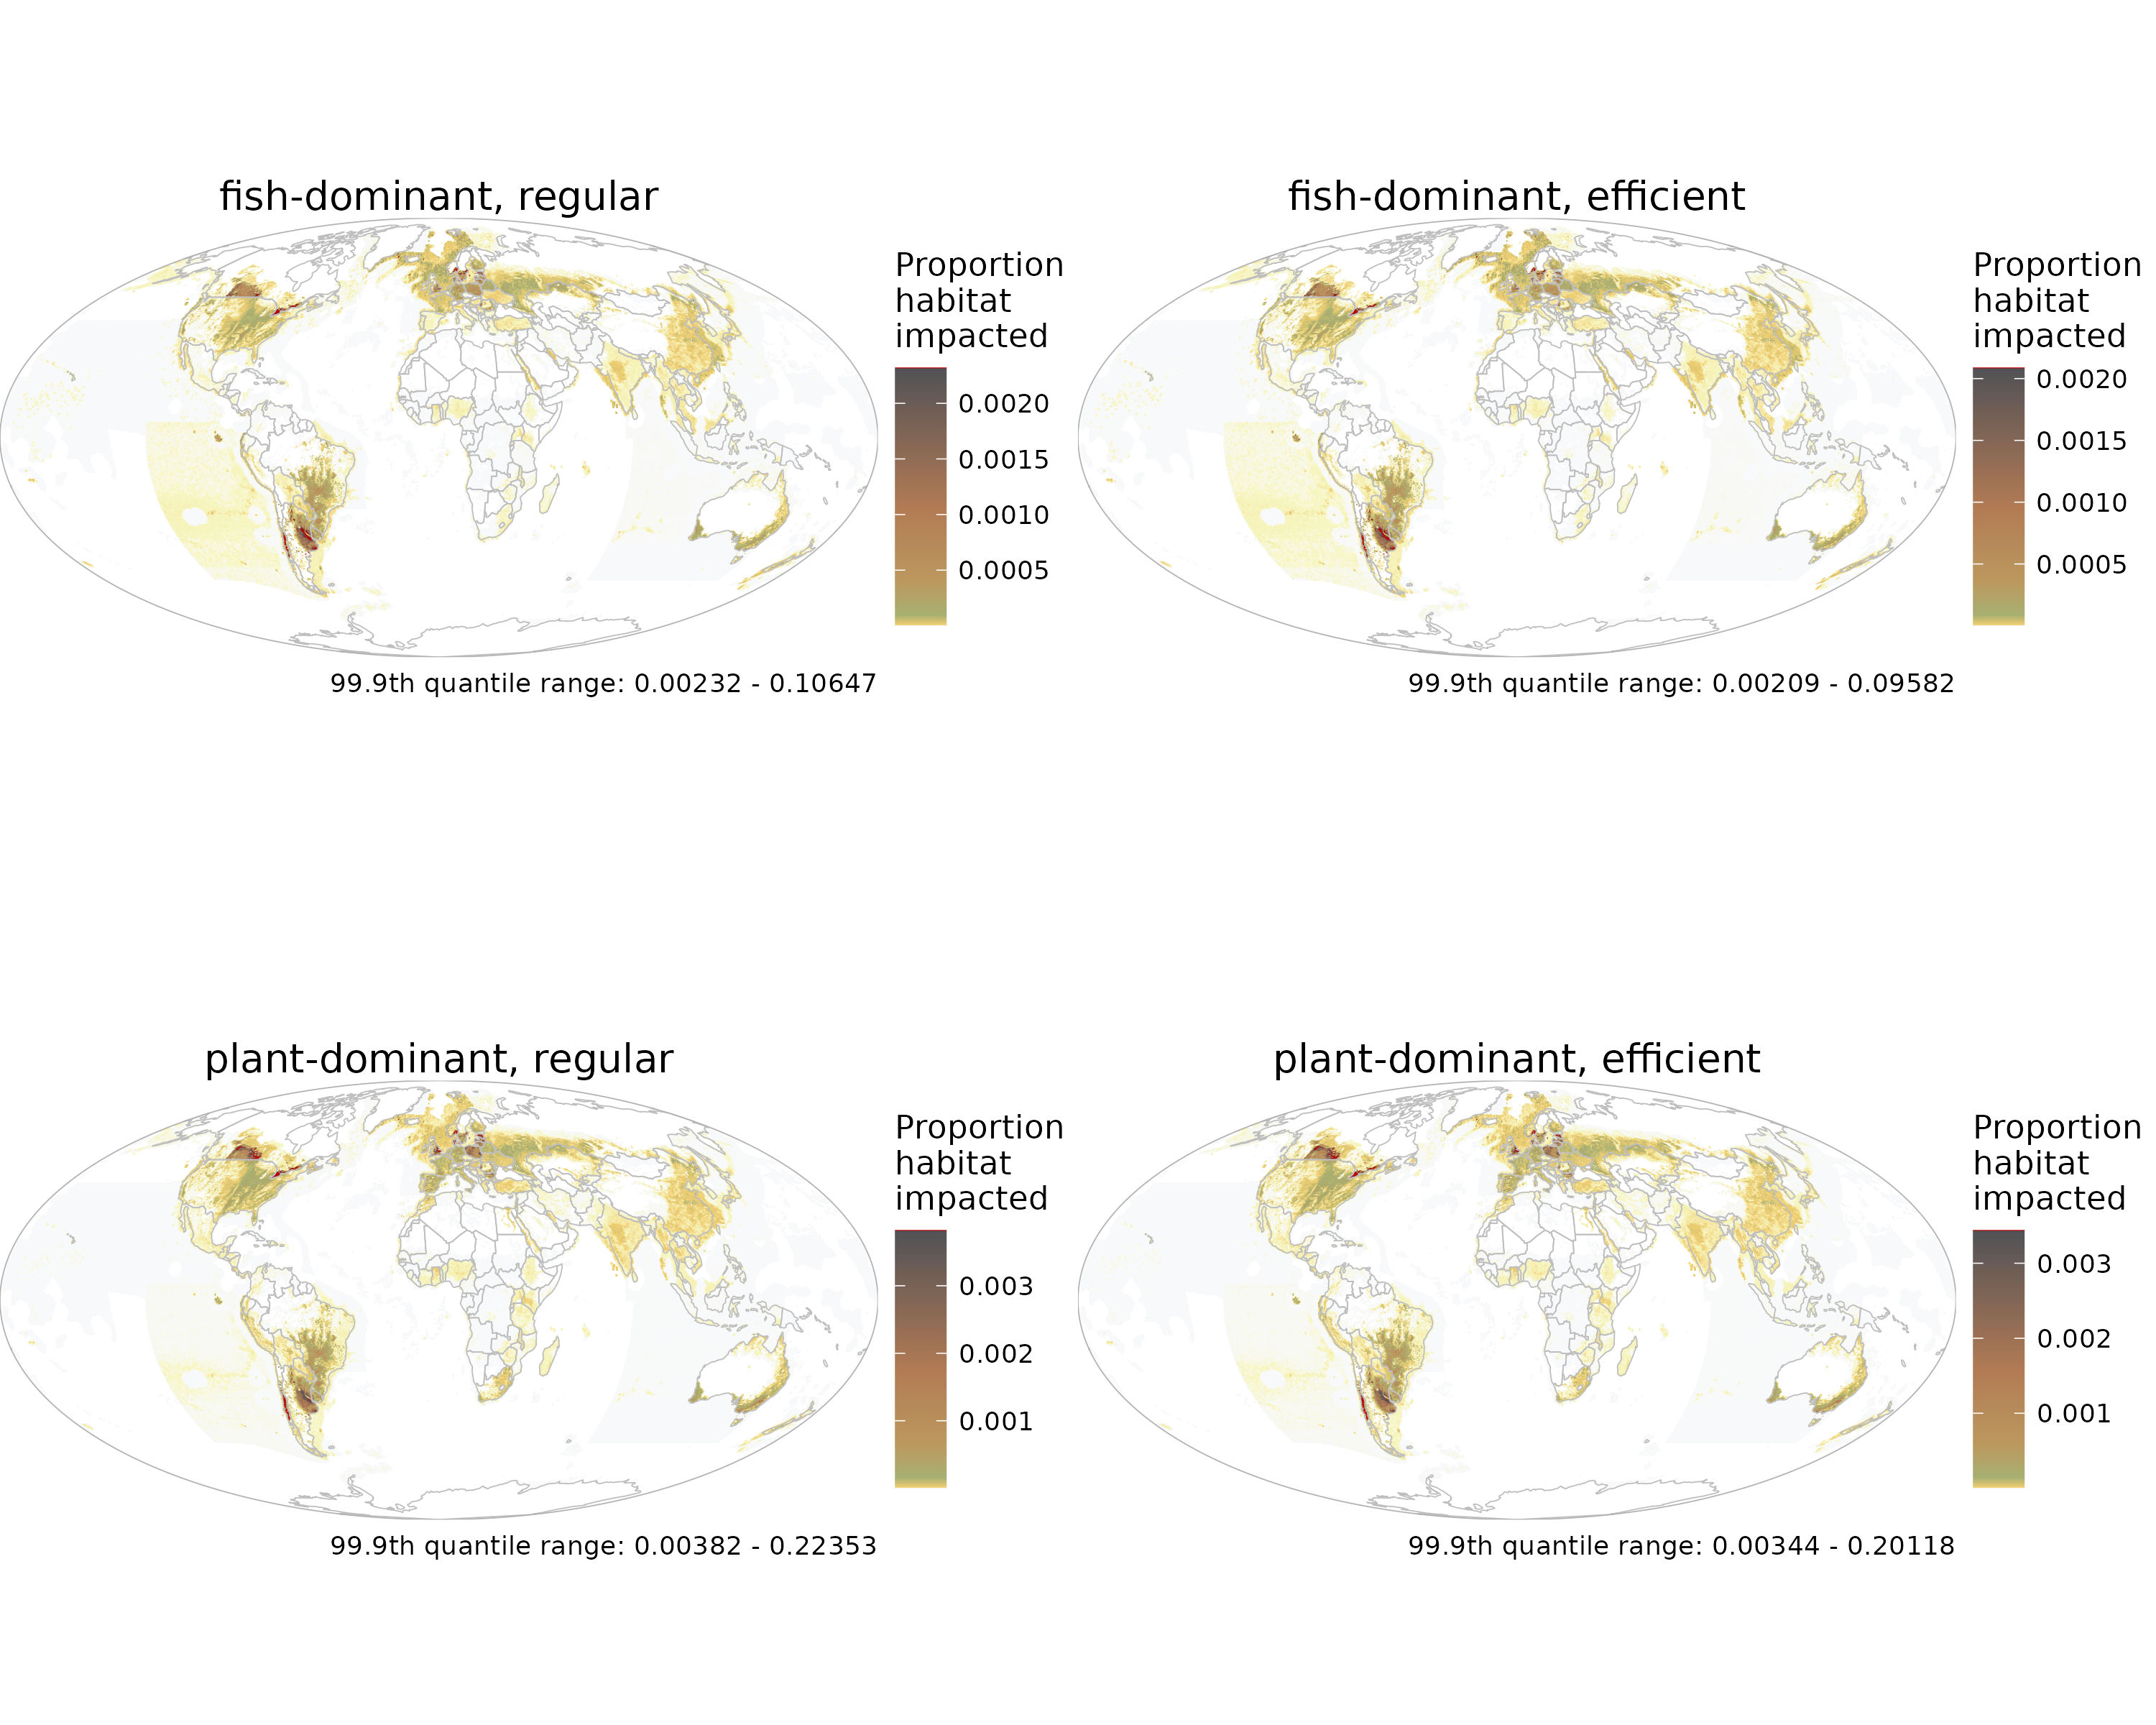 fish-dominant, regular
Proportion
habitat
impacted
0.0020
0.0015
0.0010
0.0005
99.9th quantile range: 0.00232 - 0.10647
fish-dominant, efficient
Proportion
habitat
impacted
0.0020
0.0015
0.0010
0.0005
99.9th quantile range: 0.00209 - 0.09582
plant-dominant, regular
Proportion
habitat
impacted
0.003
0.002
0.001
99.9th quantile range: 0.00382 - 0.22353
plant-dominant, efficient
Proportion
habitat
impacted
0.003
0.002
0.001
99.9th quantile range: 0.00344 - 0.20118